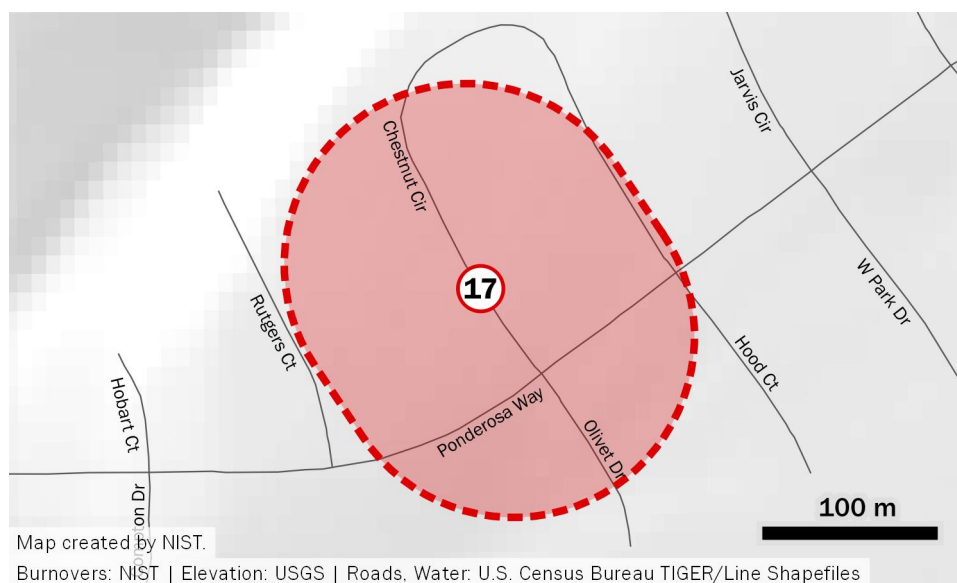 Jarvis Cir
Chestnut Cir
W Park Dr
17
Rutgers Ct
Hood Ct
Hobart Ct
Ponderosa Way
Olivet Dr
Dr
100 m
Map created by NIST.
Burnovers: NIST | Elevation: USGS | Roads, Water: U.S. Census Bureau TIGER/Line Shapefiles